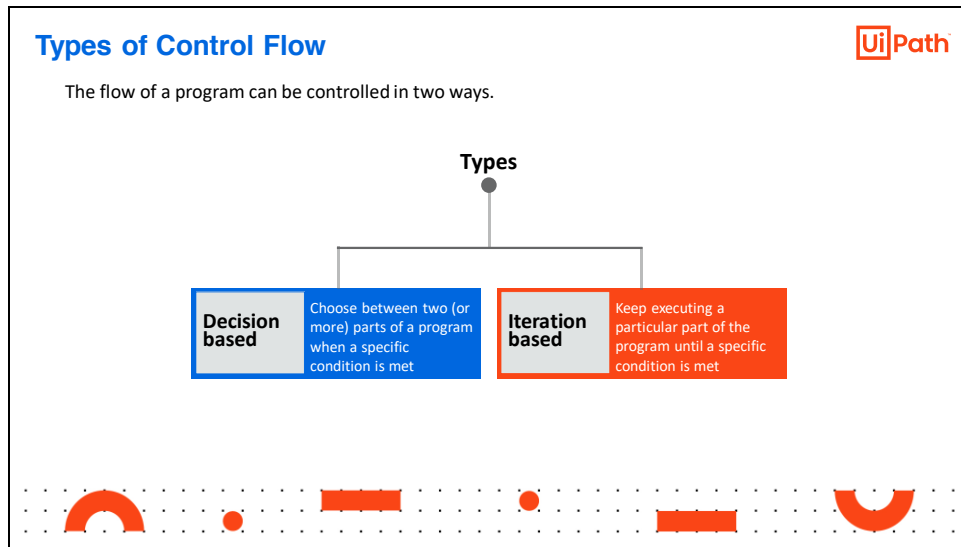 Types of Control Flow
UiPath
The flow of a program can be controlled in two ways.
Types
Decision
based
Choose between two (or
more) parts of a program
when a specific
condition is met
Iteration
based
Keep executing a
particular part of the
program until a specific
condition is met